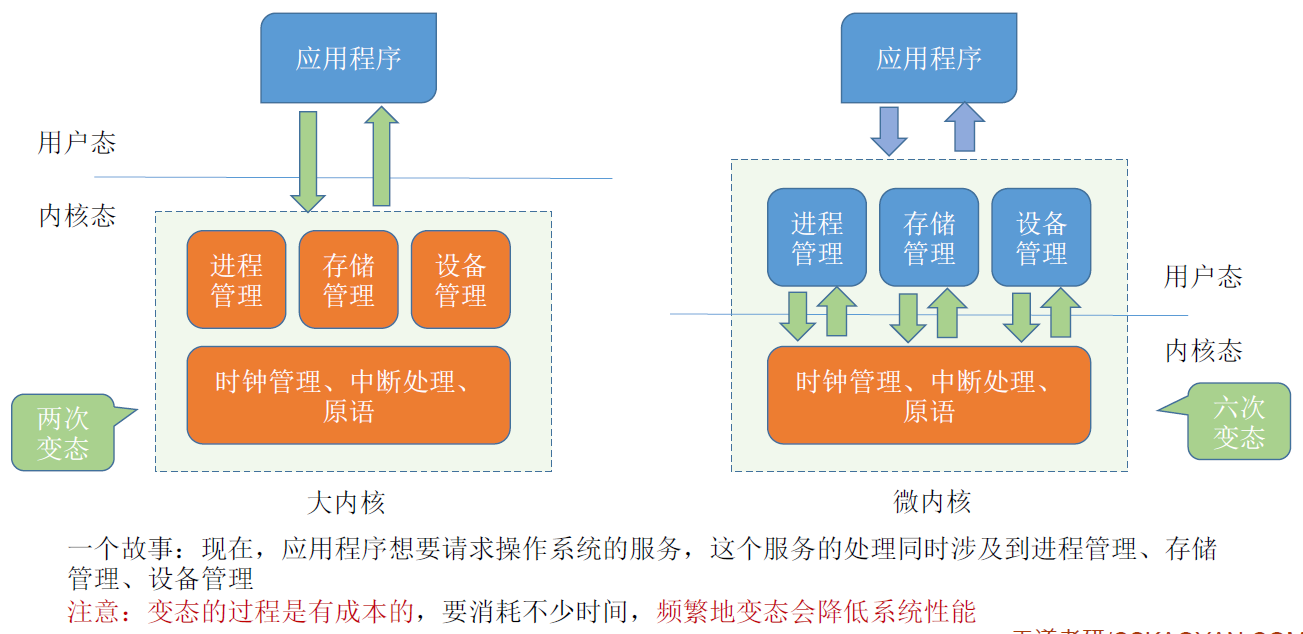 应用程序
应用程序
用户态
内核态
进程
管理
存储
管理
设备
管理
时钟管理、中断处理、
原语
两次
变态
大内核
进程
管理
存储
管理
设备
管理
用户态
内核态
时钟管理、中断处理、
原语
六次
变态
微内核
一个故事：现在，应用程序想要请求操作系统的服务，这个服务的处理同时涉及到进程管理、存储
管理、设备管理
注意：变态的过程是有成本的，要消耗不少时间，频繁地变态会降低系统性能